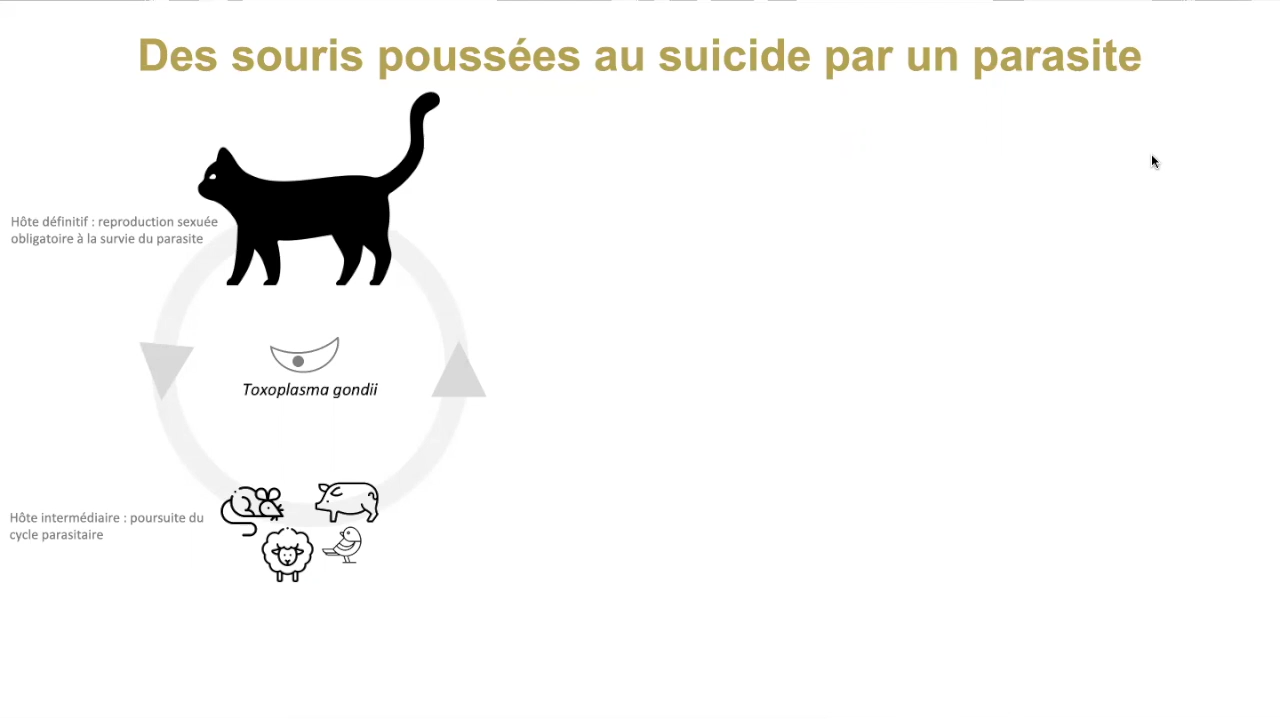 Des souris poussées au suicide par un parasite
Hôte définitif : reproduction sexuée
obligatoire à la survie du parasite
Toxoplasma gondii
Hôte intermédiaire : poursuite du
cycle parasitaire